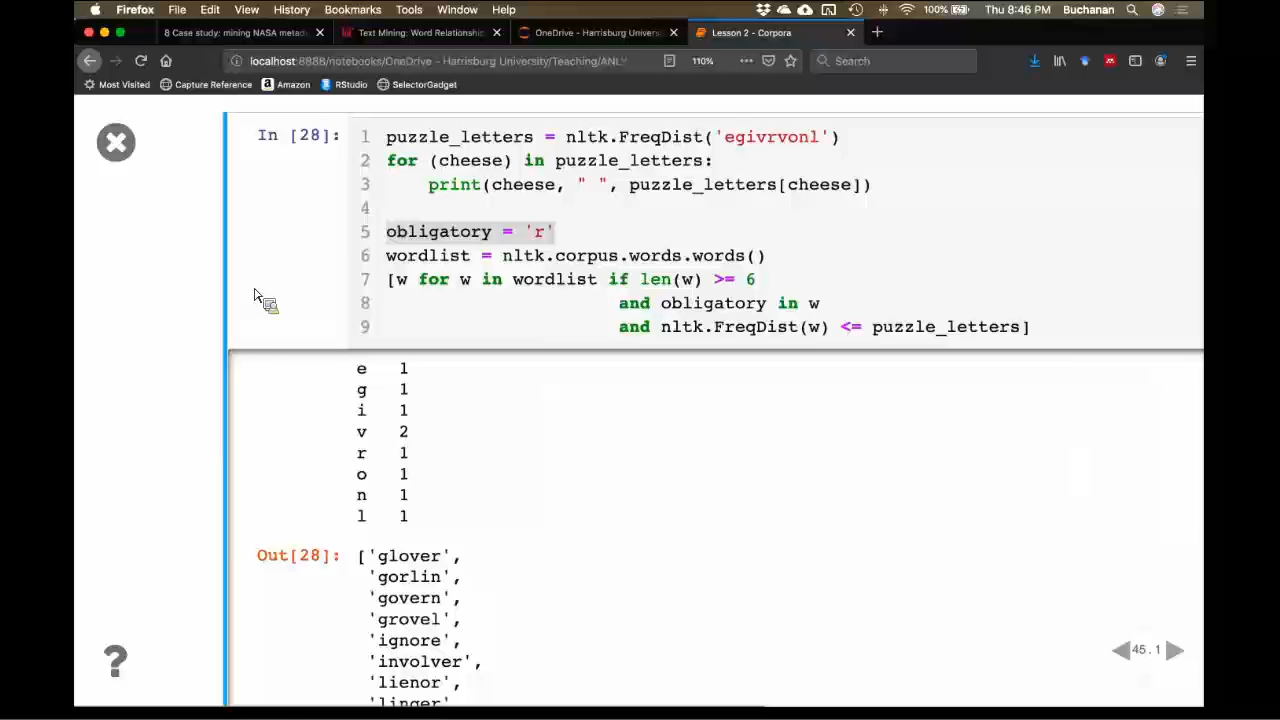 Firefox File Edit View History Bookmarks Tools Window Help 100% Thu 8:46 PM Buchanan
8 Case study: mining NASA metad Text Mining: Word Relationship OneDrive - Harrisburg Univers Lesson 2 - Corpora
localhost:8888/notebooks/OneDrive - Harrisburg University/Teaching/ANL 110% Search
Most Visited Capture Reference Amazon RStudio SelectorGadget
In [28]: 1 puzzle_letters = nltk.FreqDist('egivrvonl')
2 for (cheese) in puzzle_letters:
3 print(cheese, " ", puzzle_letters[cheese])
4
5 obligatory = 'r'
6 wordlist = nltk.corpus.words.words()
7 [w for w in wordlist if len(w) >= 6
8 and obligatory in w
9 and nltk.FreqDist(w) <= puzzle_letters]
e 1
g 1
i 1
v 2
r 1
o 1
n 1
l 1
Out[28]: ['glover',
'gorlin',
'govern',
'grovel',
'ignore',
'involver',
'lienor',
'linger'
45.1
?